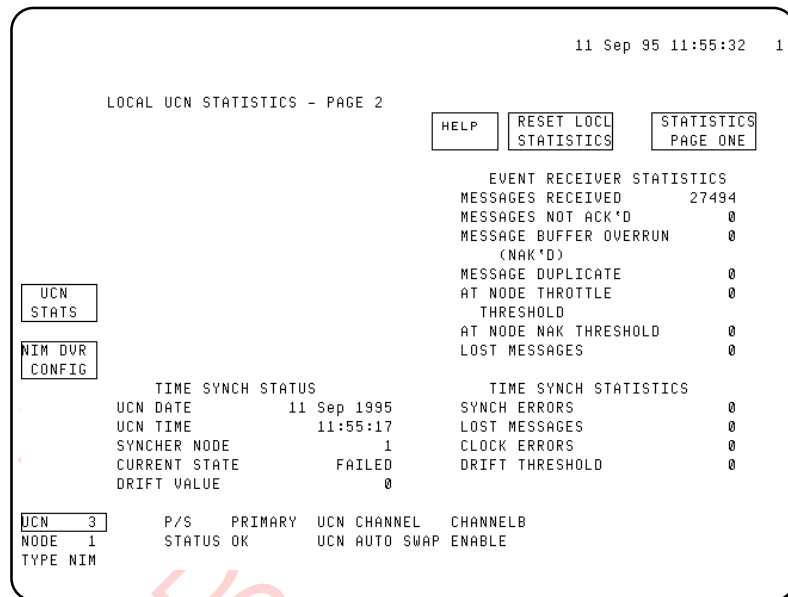 11 Sep 95 11:55:32 1
LOCAL UCN STATISTICS - PAGE 2
HELP
RESET LOCL
STATISTICS
STATISTICS
PAGE ONE
EVENT RECEIVER STATISTICS
MESSAGES RECEIVED 27494
MESSAGES NOT ACK'D 0
MESSAGE BUFFER OVERRUN 0
(NAK'D)
MESSAGE DUPLICATE 0
AT NODE THROTTLE 0
THRESHOLD
AT NODE NAK THRESHOLD 0
LOST MESSAGES 0
UCN
STATS
NIM DVR
CONFIG
TIME SYNCH STATUS
UCN DATE 11 Sep 1995
UCN TIME 11:55:17
SYNCHER NODE 1
CURRENT STATE FAILED
DRIFT VALUE 0
TIME SYNCH STATISTICS
SYNCH ERRORS 0
LOST MESSAGES 0
CLOCK ERRORS 0
DRIFT THRESHOLD 0
UCN 3 P/S PRIMARY UCN CHANNEL CHANNELB
NODE 1 STATUS OK UCN AUTO SWAP ENABLE
TYPE NIM